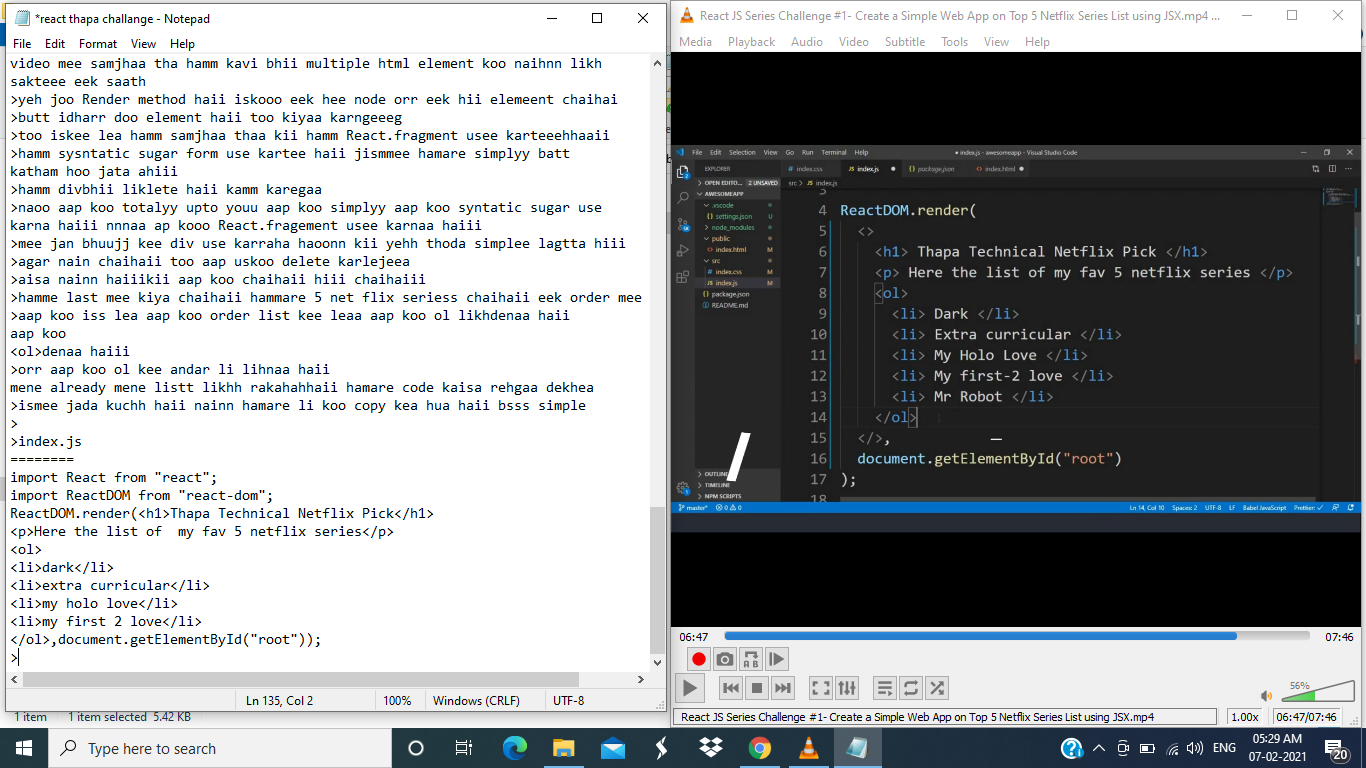 *react thapa challange - Notepad
File Edit Format View Help
video mee samjhaa tha hamm kavi bhii multiple html element koo naihnn likh
sakteee eek saath
>yeh joo Render method haii iskooo eek hee node orr eek hii elemeent chaihai
>butt idharr doo element haii too kiyaa karngeeeg
>too iskee lea hamm samjhaa thaa kii hamm React.fragment usee karteeehhaaii
>hamm sysntatic sugar form use kartee haii jismmee hamare simplyy batt
katham hoo jata ahiii
>hamm divbhii liklete haii kamm karegaa
>naoo aap koo totalyy upto youu aap koo simplyy aap koo syntatic sugar use
karna haiii nnnaa ap kooo React.fragement usee karnaa haiii
>mee jan bhuujj kee div use karraha haoonn kii yehh thoda simplee lagtta hiii
>agar nain chaihaii too aap uskoo delete karlejeea
>aisa nainn haiiikii aap koo chaihaii hiii chaihaiii
>hamme last mee kiya chaihaii hammare 5 net flix seriess chaihaii eek order mee
>aap koo iss lea aap koo order list kee leaa aap koo ol likhdenaa haii
aap koo
<ol>denaa haiii
>orr aap koo ol kee andar li lihnaa haii
mene already mene listt likhh rakahahhaii hamare code kaisa rehgaa dekhea
>ismee jada kuchh haii nainn hamare li koo copy kea hua haii bsss simple
>
>index.js
========
import React from "react";
import ReactDOM from "react-dom";
ReactDOM.render(<h1>Thapa Technical Netflix Pick</h1>
<p>Here the list of  my fav 5 netflix series</p>
<ol>
<li>dark</li>
<li>extra curricular</li>
<li>my holo love</li>
<li>my first 2 love</li>
</ol>,document.getElementById("root"));
>
Ln 135, Col 2 100% Windows (CRLF) UTF-8
1 item 1 item selected 5.42 KB
React JS Series Challenge #1- Create a Simple Web App on Top 5 Netflix Series List using JSX.mp4 ...
Media Playback Audio Video Subtitle Tools View Help
File Edit Selection View Go Run Terminal Help
• index.js - awesomeapp - Visual Studio Code
EXPLORER
OPEN EDITO... 2 UNSAVED
AWESOMEAPP
.vscode
settings.json U
node_modules
public
index.html M
src
index.css M
index.js M
package.json
README.md
OUTLINE
TIMELINE
NPM SCRIPTS
index.css index.js package.json index.html
src > index.js
3
4 ReactDOM.render(
5 <>
6 <h1> Thapa Technical Netflix Pick </h1>
7 <p> Here the list of my fav 5 netflix series </p>
8 <ol>
9 <li> Dark </li>
10 <li> Extra curricular </li>
11 <li> My Holo Love </li>
12 <li> My first-2 love </li>
13 <li> Mr Robot </li>
14 </ol>
15 </>,
16 document.getElementById("root")
17 );
18
master* 0 0 Ln 14, Col 10 Spaces: 2 UTF-8 LF Babel JavaScript Prettier: ✓
06:47 07:46
56%
React JS Series Challenge #1- Create a Simple Web App on Top 5 Netflix Series List using JSX.mp4 1.00x 06:47/07:46
Type here to search
ENG
05:29 AM
07-02-2021
20